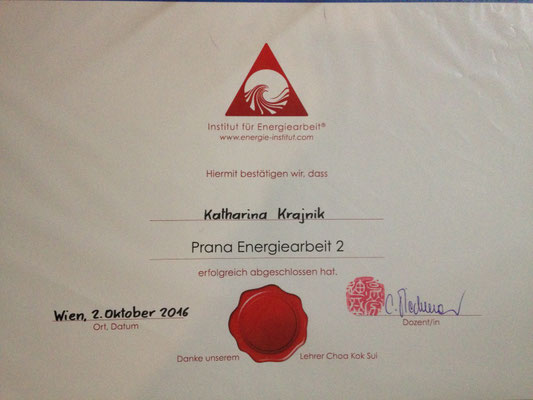 Institut für Energiearbeit®
www.energie-institut.com
Hiermit bestätigen wir, dass
Katharina Krajnik
Prana Energiearbeit 2
erfolgreich abgeschlossen hat.
Wien, 2. Oktober 2016
Ort, Datum
Dozent/in
Danke unserem Lehrer Choa Kok Sui